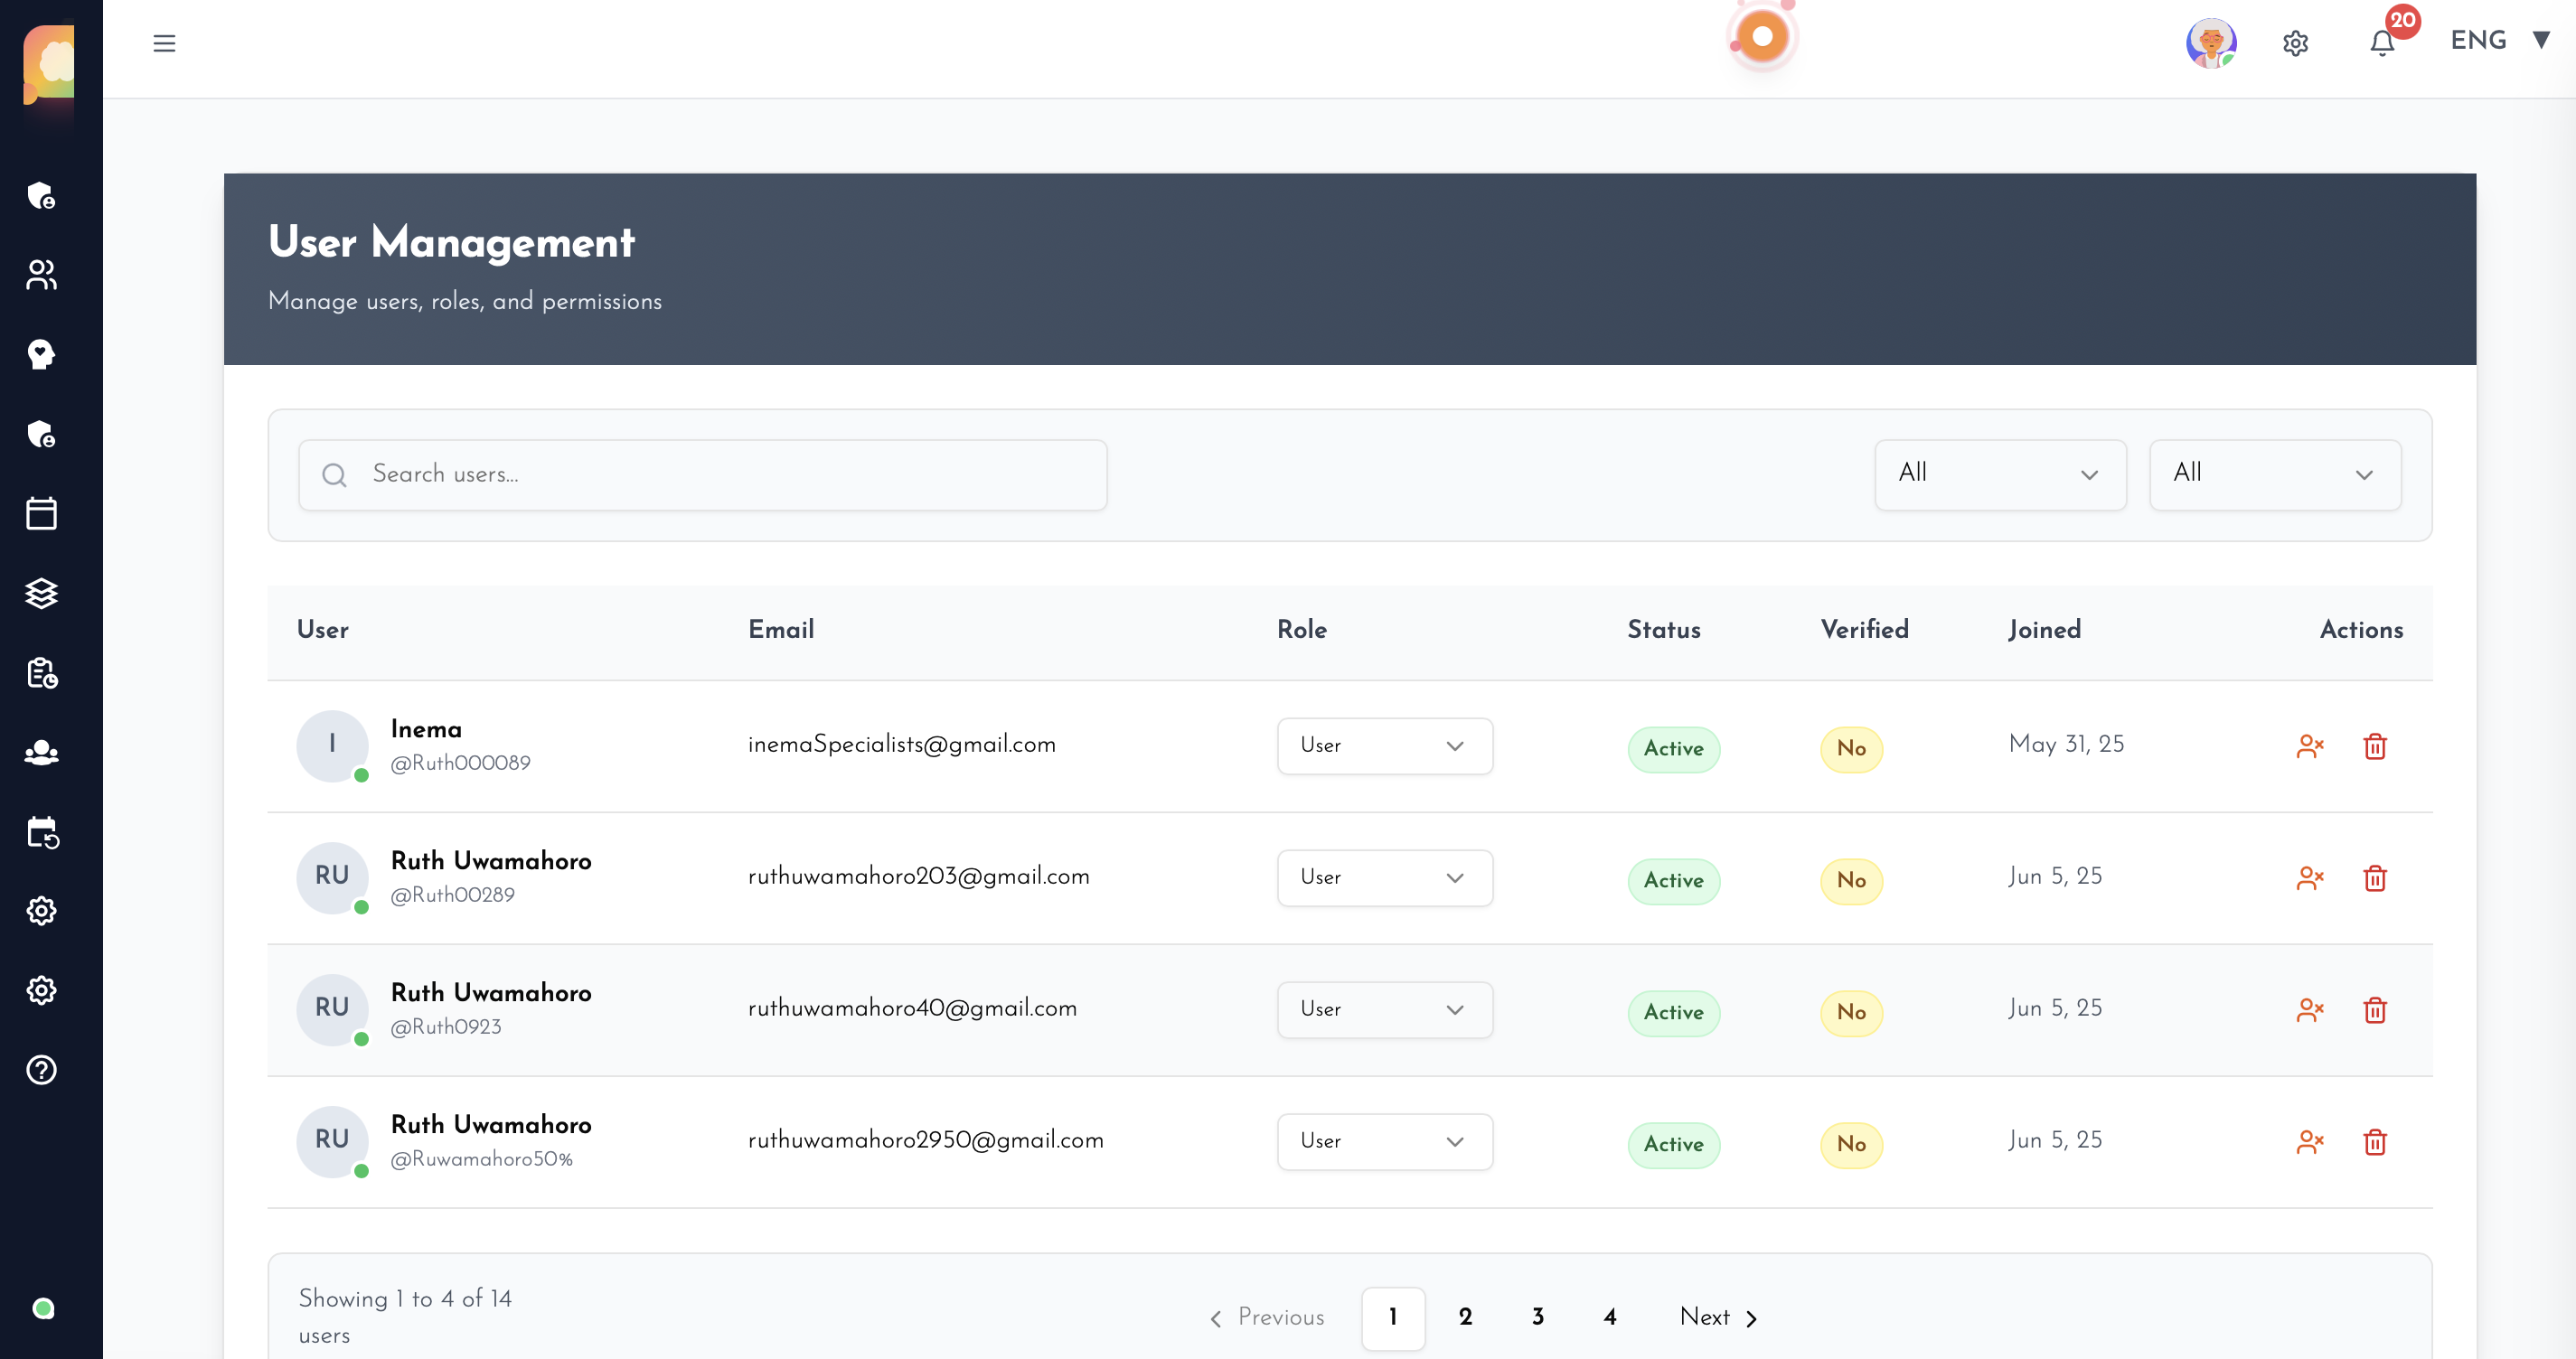 20
ENG
User Management
Manage users, roles, and permissions
Search users...
All
All
User Email Role Status Verified Joined Actions
I
Inema
@Ruth000089
inemaSpecialists@gmail.com
User
Active
No
May 31, 25
RU
Ruth Uwamahoro
@Ruth00289
ruthuwamahoro203@gmail.com
User
Active
No
Jun 5, 25
RU
Ruth Uwamahoro
@Ruth0923
ruthuwamahoro40@gmail.com
User
Active
No
Jun 5, 25
RU
Ruth Uwamahoro
@Ruwamahoro50%
ruthuwamahoro2950@gmail.com
User
Active
No
Jun 5, 25
Showing 1 to 4 of 14
users
Previous 1 2 3 4 Next